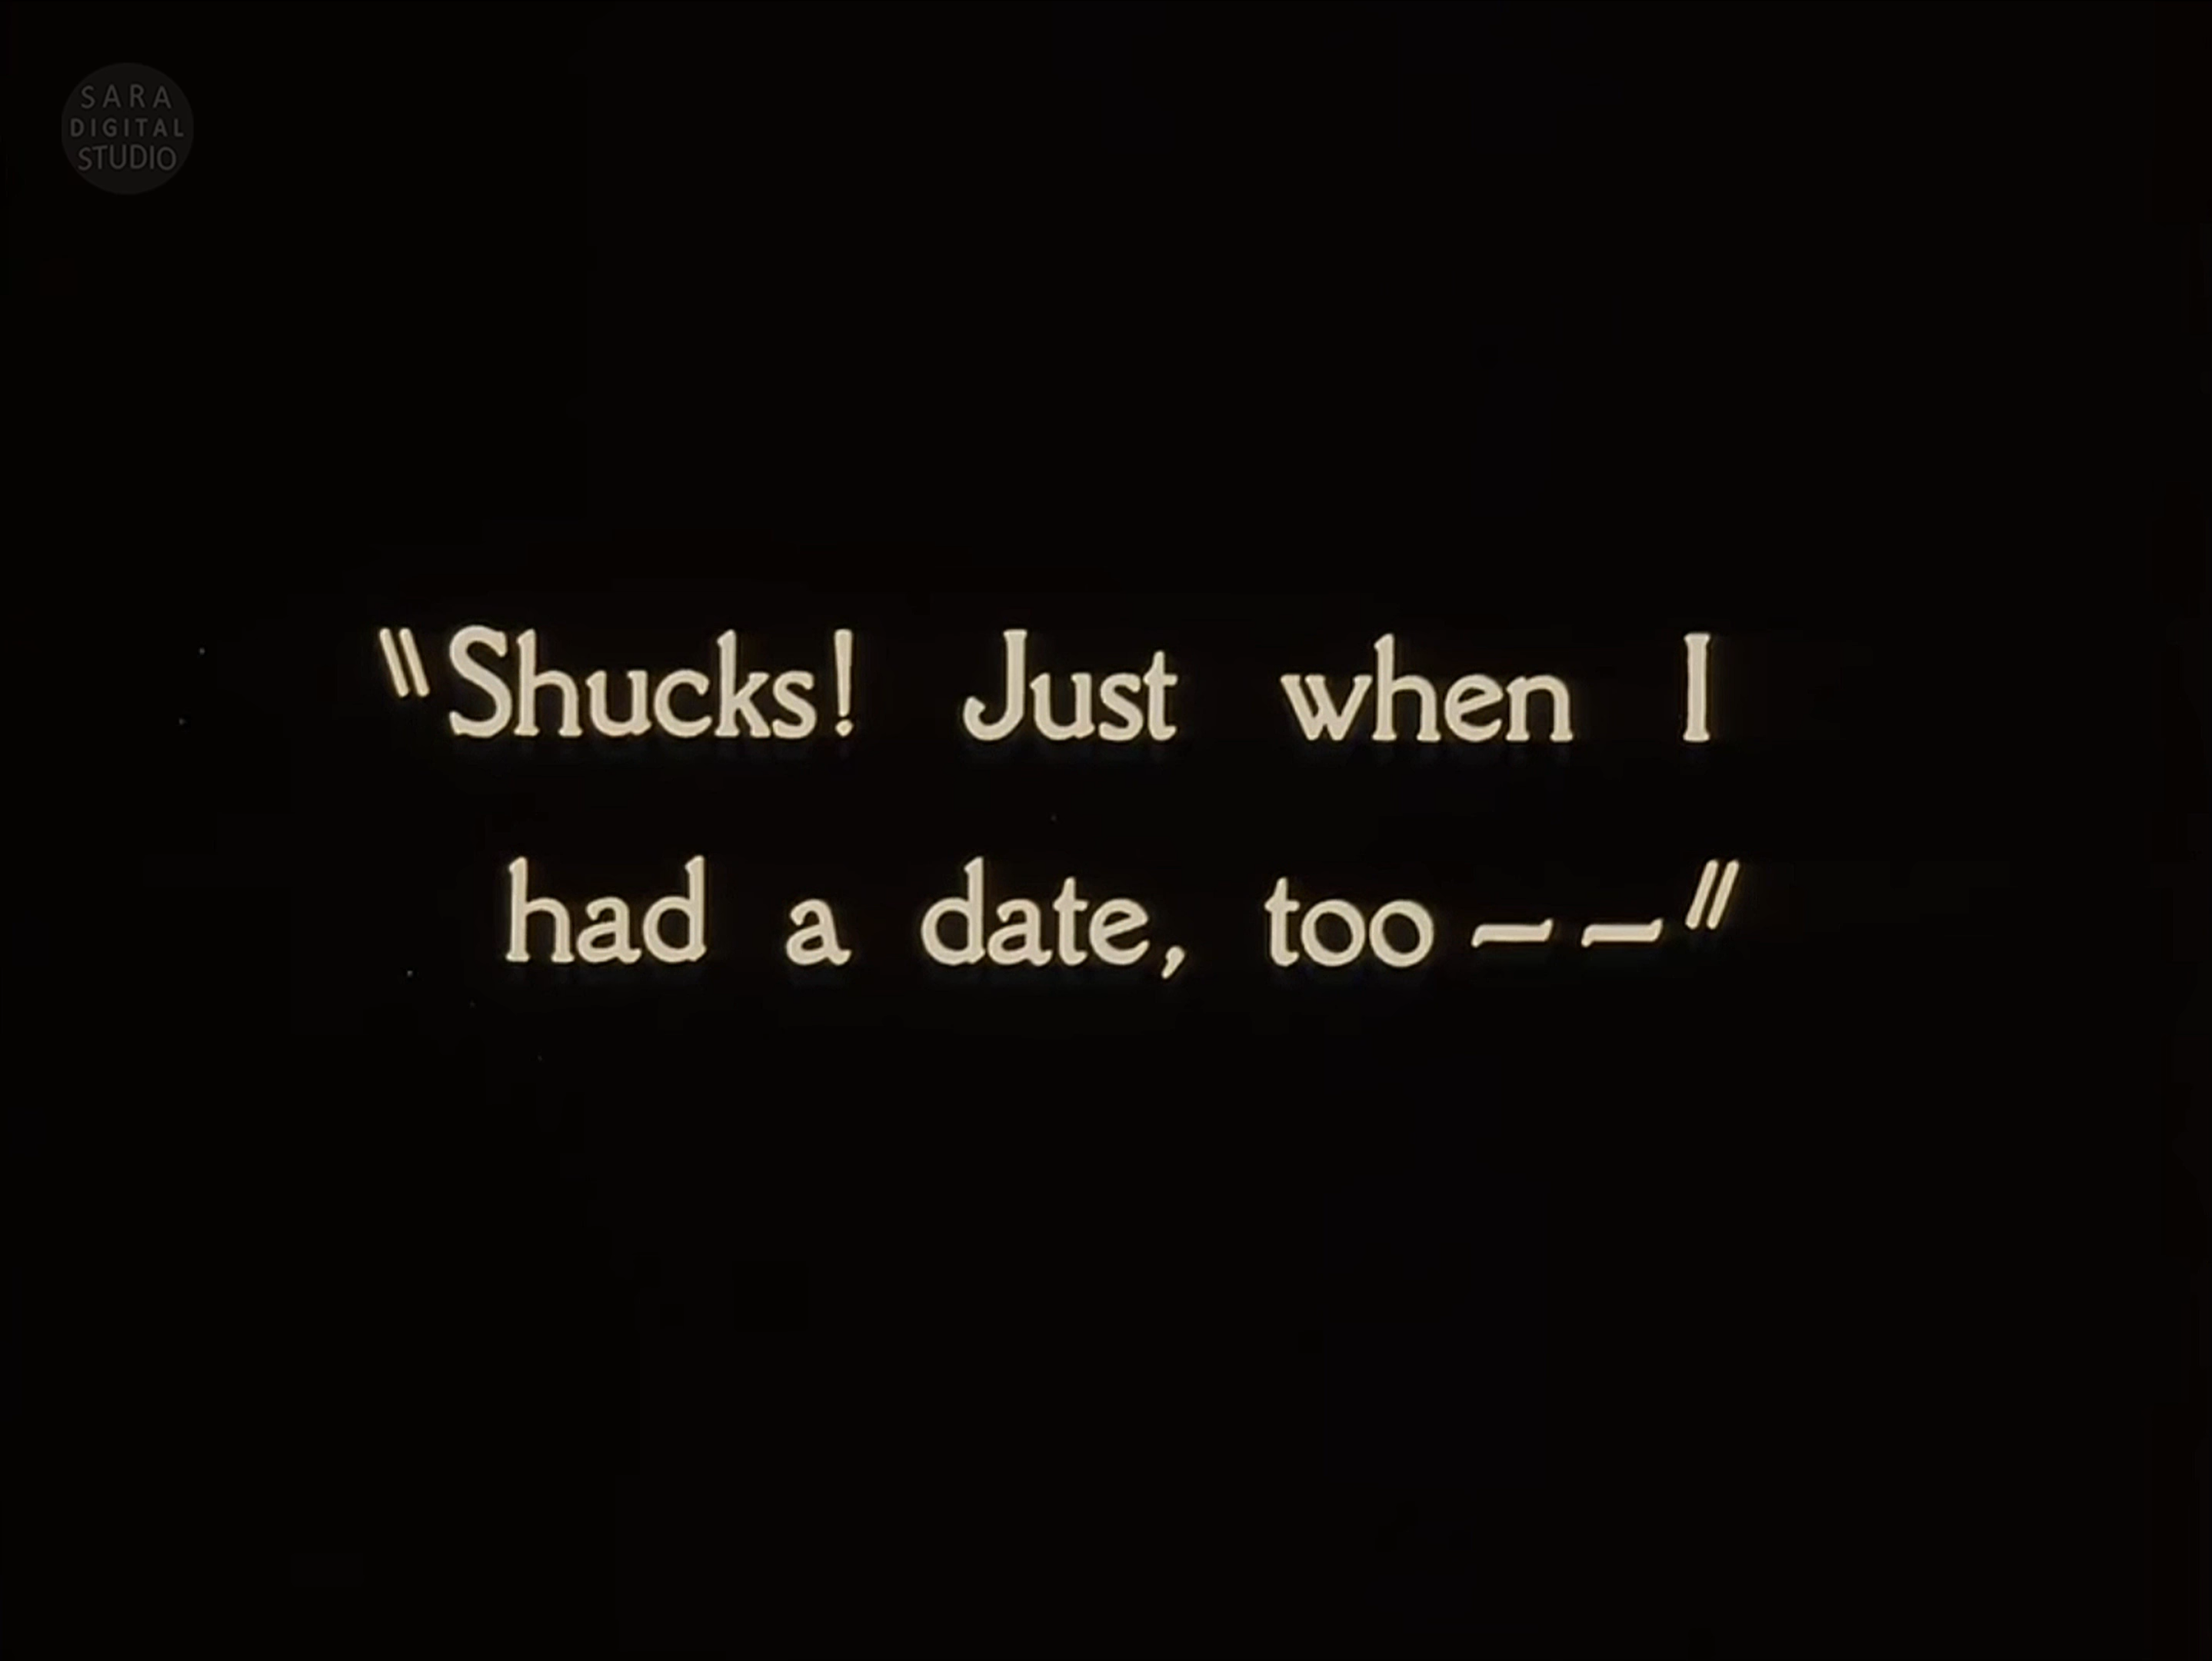 SARA
DIGITAL
STUDIO
"Shucks! Just when I
had a date, too — —"